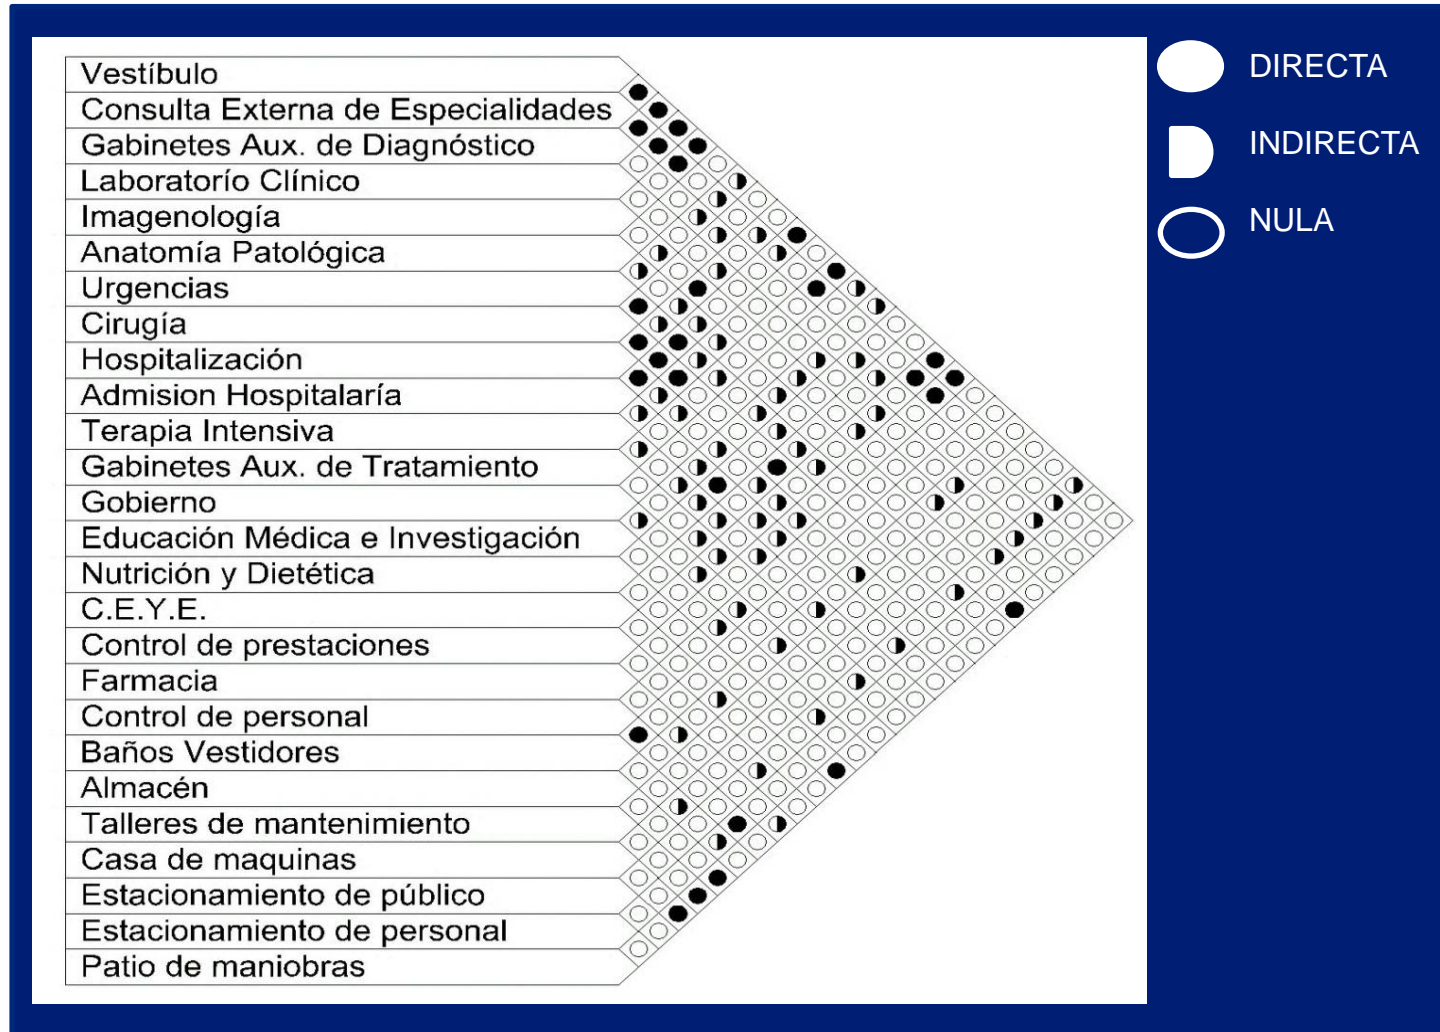 Vestíbulo
Consulta Externa de Especialidades
Gabinetes Aux. de Diagnóstico
Laboratorío Clínico
Imagenología
Anatomía Patológica
Urgencias
Cirugía
Hospitalización
Admision Hospitalaría
Terapia Intensiva
Gabinetes Aux. de Tratamiento
Gobierno
Educación Médica e Investigación
Nutrición y Dietética
C.E.Y.E.
Control de prestaciones
Farmacia
Control de personal
Baños Vestidores
Almacén
Talleres de mantenimiento
Casa de maquinas
Estacionamiento de público
Estacionamiento de personal
Patio de maniobras
DIRECTA
INDIRECTA
NULA